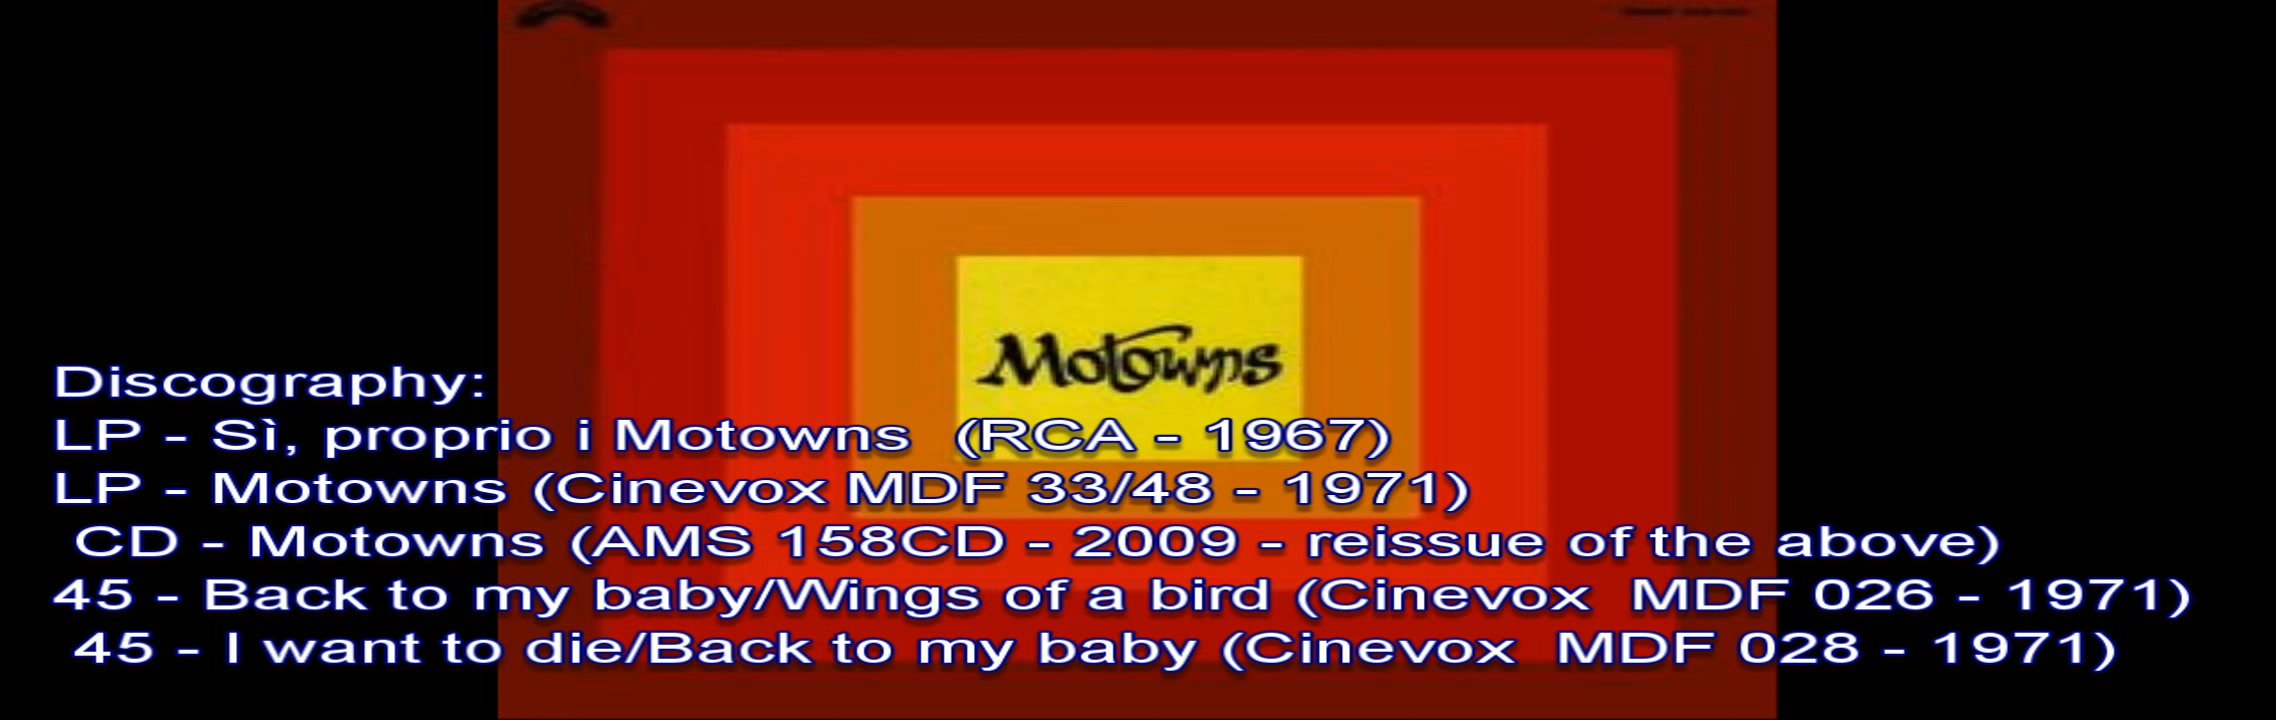 Motowns
Discography:
LP - Sì, proprio i Motowns (RCA - 1967)
LP - Motowns (Cinevox MDF 33/48 - 1971)
CD - Motowns (AMS 158CD - 2009 - reissue of the above)
45 - Back to my baby/Wings of a bird (Cinevox MDF 026 - 1971)
45 - I want to die/Back to my baby (Cinevox MDF 028 - 1971)